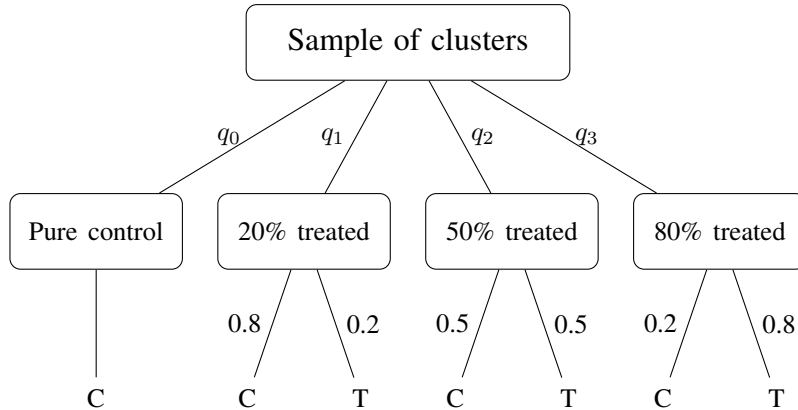 Sample of clusters
q0 q1 q2 q3
Pure control 20% treated 50% treated 80% treated
0.8 0.2 0.5 0.5 0.2 0.8
C C T C T C T